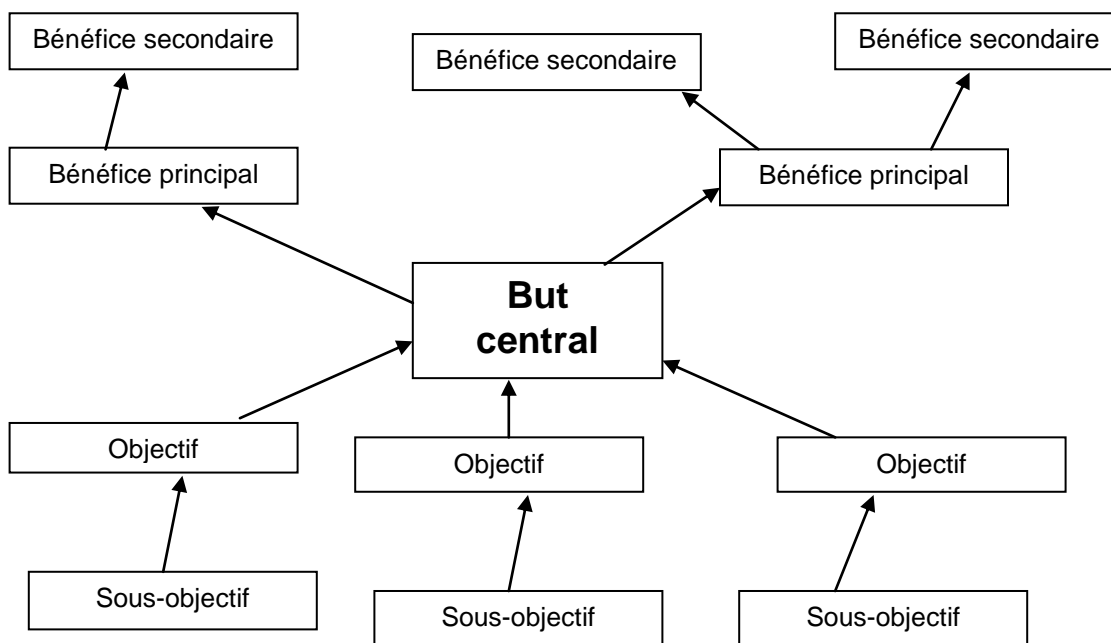 Bénéfice secondaire
Bénéfice secondaire
Bénéfice secondaire
Bénéfice principal
Bénéfice principal
But
central
Objectif
Objectif
Objectif
Sous-objectif
Sous-objectif
Sous-objectif